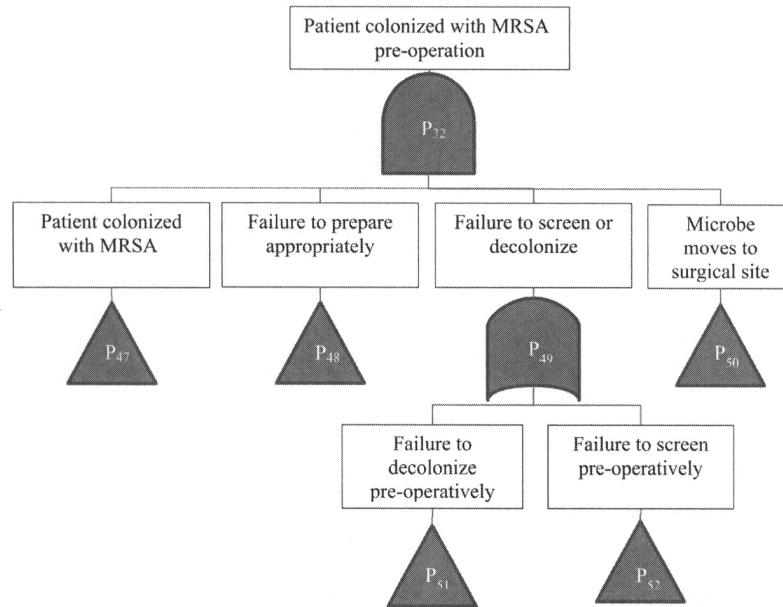 Patient colonized with MRSA
pre-operation
P32
Patient colonized
with MRSA
Failure to prepare
appropriately
Failure to screen or
decolonize
Microbe
moves to
surgical site
P47
P48
P49
P50
Failure to
decolonize
pre-operatively
Failure to screen
pre-operatively
P51
P52